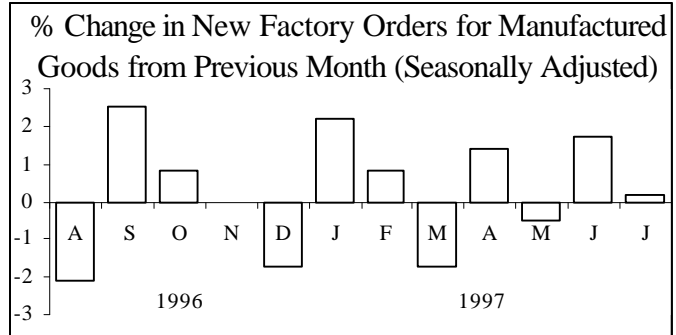 % Change in New Factory Orders for Manufactured
Goods from Previous Month (Seasonally Adjusted)
3
2
1
0
A S O N D J F M A M J J
-1
-2
-3
1996 1997